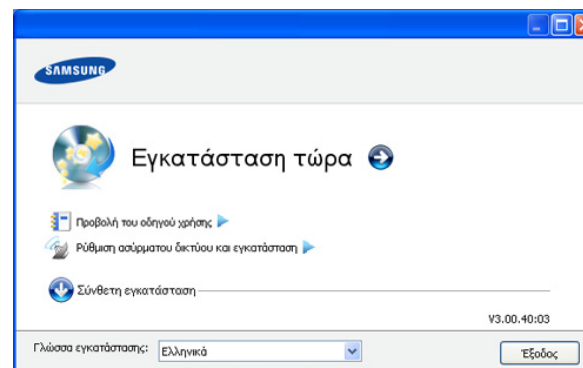 SAMSUNG
Εγκατάσταση τώρα
Προβολή του οδηγού χρήσης
Ρύθμιση ασύρματου δικτύου και εγκατάσταση
Σύνθετη εγκατάσταση
V3.00.40:03
Γλώσσα εγκατάστασης: Ελληνικά
Έξοδος